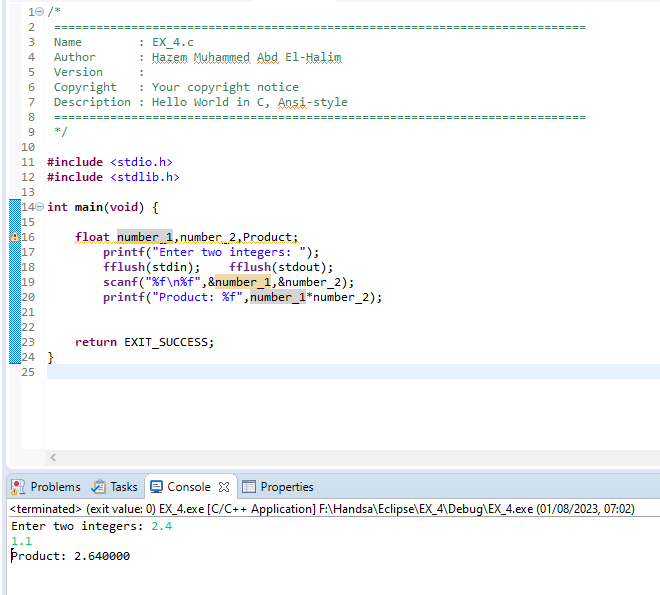 1 /*
2 ============================================================================
3 Name        : EX_4.c
4 Author      : Hazem Muhammed Abd El-Halim
5 Version     :
6 Copyright   : Your copyright notice
7 Description : Hello World in C, Ansi-style
8 ============================================================================
9 */
10
11 #include <stdio.h>
12 #include <stdlib.h>
13
14 int main(void) {
15
16     float number_1,number_2,Product;
17         printf("Enter two integers: ");
18         fflush(stdin);    fflush(stdout);
19         scanf("%f\n%f",&number_1,&number_2);
20         printf("Product: %f",number_1*number_2);
21
22
23     return EXIT_SUCCESS;
24 }
25
Problems Tasks Console Properties
<terminated> (exit value: 0) EX_4.exe [C/C++ Application] F:\Handsa\Eclipse\EX_4\Debug\EX_4.exe (01/08/2023, 07:02)
Enter two integers: 2.4
1.1
Product: 2.640000